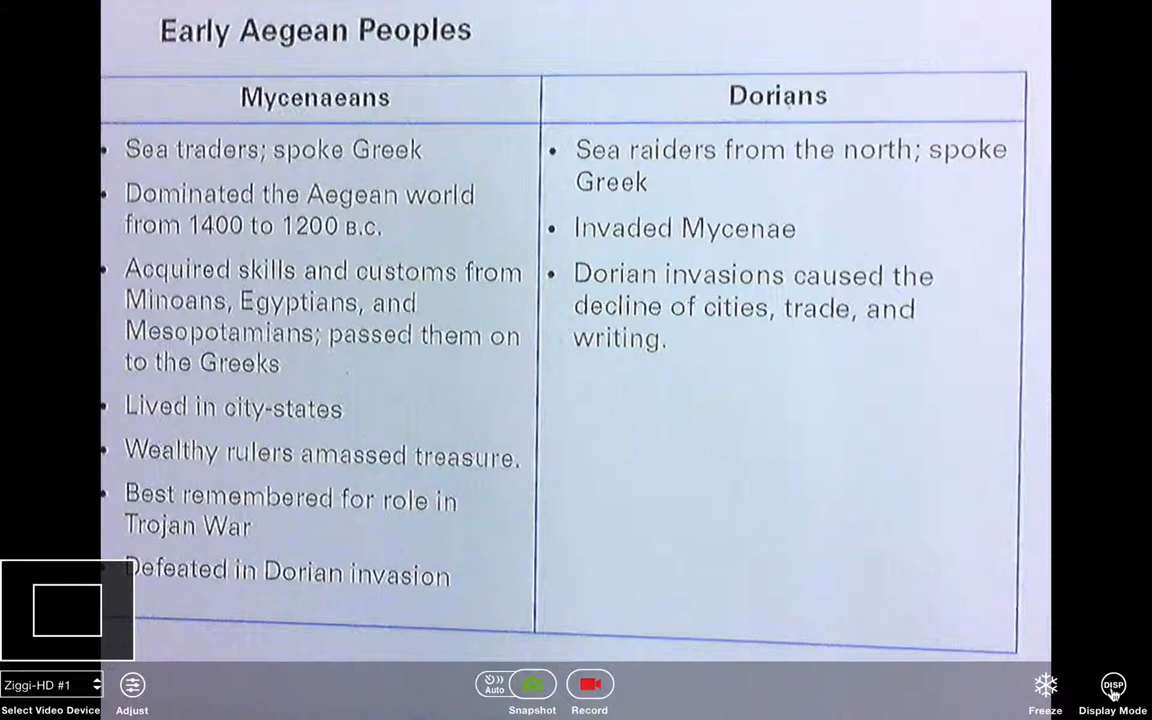 Early Aegean Peoples
Mycenaeans
• Sea traders; spoke Greek
• Dominated the Aegean world
from 1400 to 1200 B.C.
• Acquired skills and customs from
Minoans, Egyptians, and
Mesopotamians; passed them on
to the Greeks
• Lived in city-states
• Wealthy rulers amassed treasure.
• Best remembered for role in
Trojan War
• Defeated in Dorian invasion
Dorians
• Sea raiders from the north; spoke
Greek
• Invaded Mycenae
• Dorian invasions caused the
decline of cities, trade, and
writing.
Ziggi-HD #1
Select Video Device
Adjust
Auto
Snapshot
Record
Freeze
DISP
Display Mode